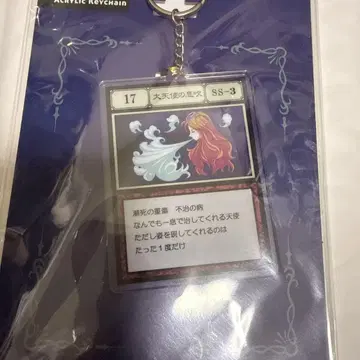 Acrylic Keychain
17
大天使の息吹
SS-3
瀕死の重傷 不治の病
なんでも一息で治してくれる天使
ただし姿を現してくれるのは
たった1度だけ